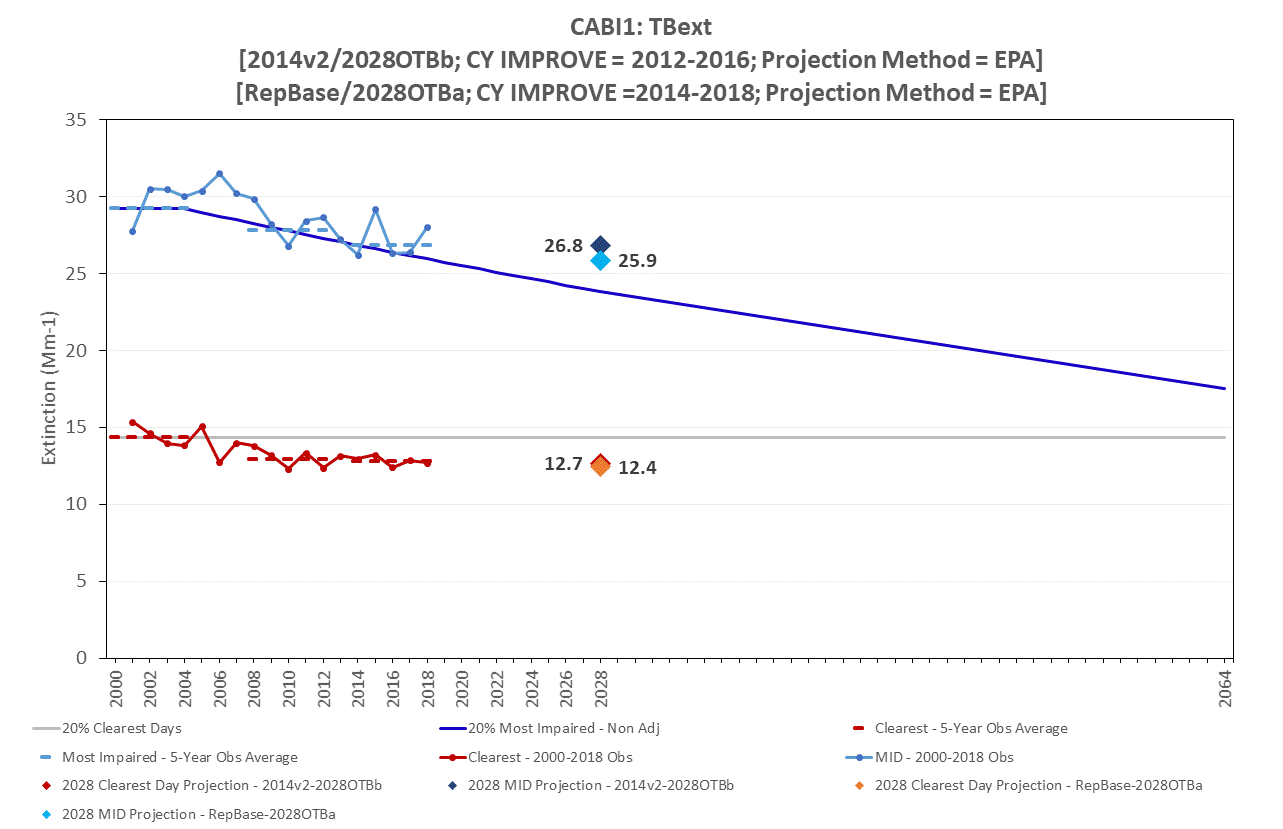 CABI1: TBext
[2014v2/2028OTBb; CY IMPROVE = 2012-2016; Projection Method = EPA]
[RepBase/2028OTBa; CY IMPROVE =2014-2018; Projection Method = EPA]
Extinction (Mm-1)
35
30
25
20
15
10
5
0
26.8
25.9
12.7
12.4
2000
2002
2004
2006
2008
2010
2012
2014
2016
2018
2020
2022
2024
2026
2028
2064
20% Clearest Days
20% Most Impaired - Non Adj
Clearest - 5-Year Obs Average
Most Impaired - 5-Year Obs Average
Clearest - 2000-2018 Obs
MID - 2000-2018 Obs
2028 Clearest Day Projection - 2014v2-2028OTBb
2028 MID Projection - 2014v2-2028OTBb
2028 Clearest Day Projection - RepBase-2028OTBa
2028 MID Projection - RepBase-2028OTBa